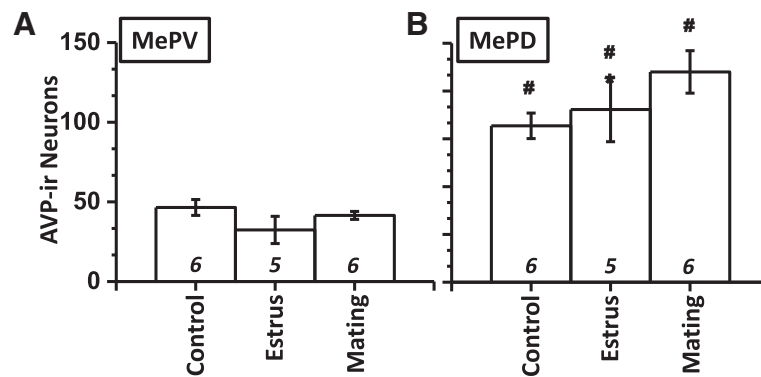 A
MePV
AVP-ir Neurons
150
100
50
0
6 5 6
Control
Estrus
Mating
B
MePD
#
#
*
#
6 5 6
Control
Estrus
Mating